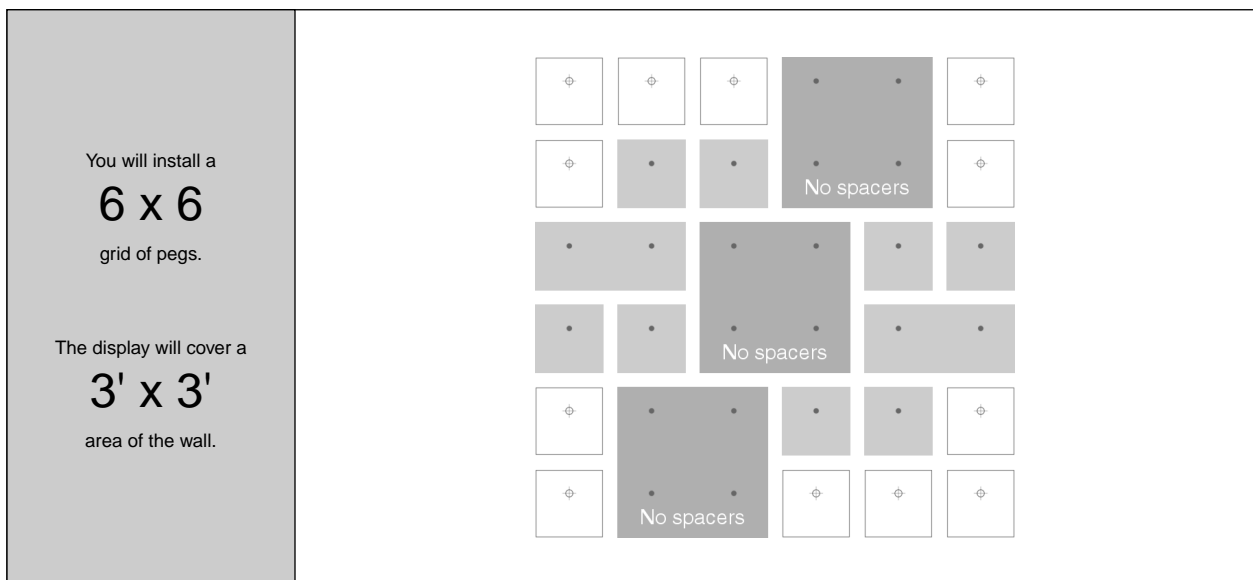 You will install a
6 x 6
grid of pegs.
The display will cover a
3' x 3'
area of the wall.
No spacers
No spacers
No spacers